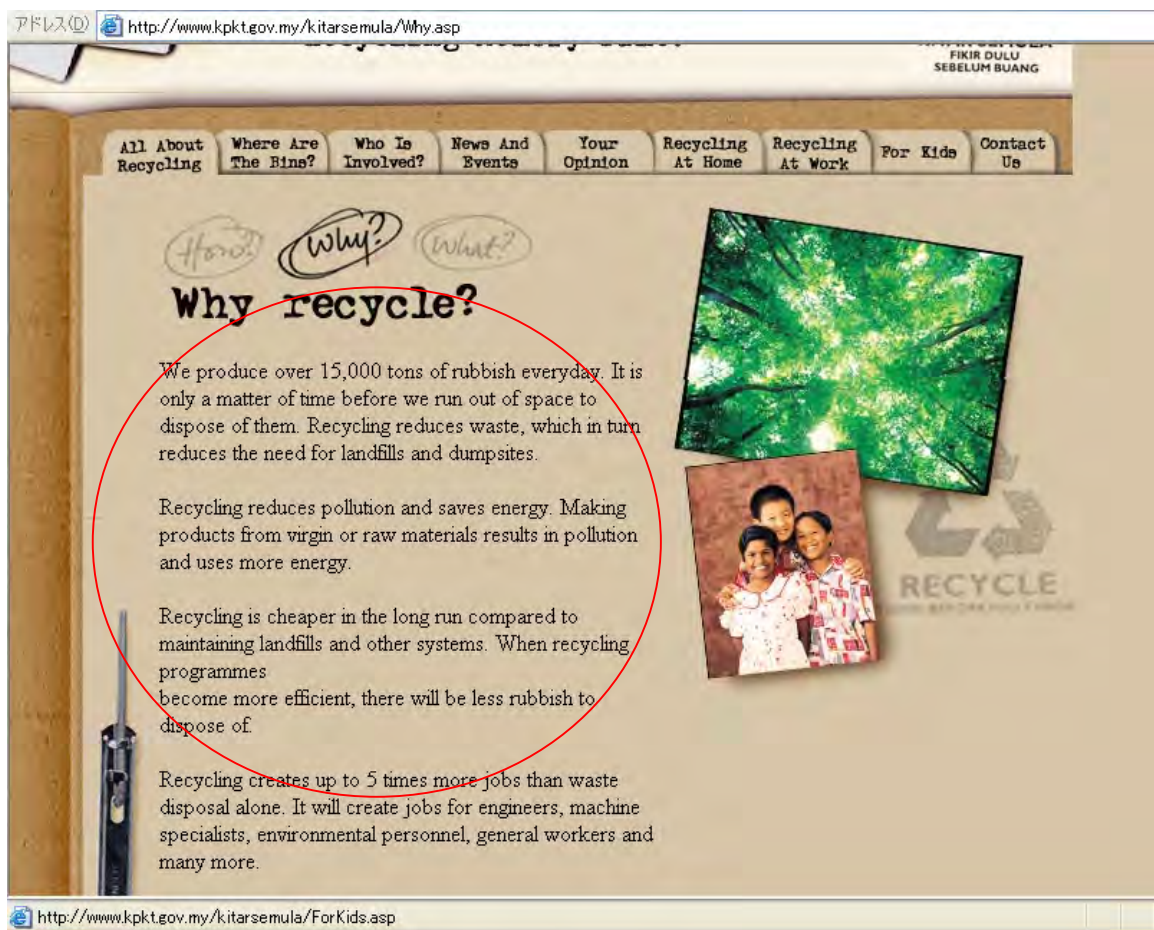 アドレス(D) http://www.kpkt.gov.my/kitarsemula/Why.asp
FIKIR DULU
SEBELUM BUANG
All About
Recycling
Where Are
The Bins?
Who Is
Involved?
News And
Events
Your
Opinion
Recycling
At Home
Recycling
At Work
For Kids
Contact
Us
How? Why? What?
Why recycle?
We produce over 15,000 tons of rubbish everyday. It is
only a matter of time before we run out of space to
dispose of them. Recycling reduces waste, which in turn
reduces the need for landfills and dumpsites.
Recycling reduces pollution and saves energy. Making
products from virgin or raw materials results in pollution
and uses more energy.
Recycling is cheaper in the long run compared to
maintaining landfills and other systems. When recycling
programmes
become more efficient, there will be less rubbish to
dispose of.
Recycling creates up to 5 times more jobs than waste
disposal alone. It will create jobs for engineers, machine
specialists, environmental personnel, general workers and
many more.
RECYCLE
http://www.kpkt.gov.my/kitarsemula/ForKids.asp